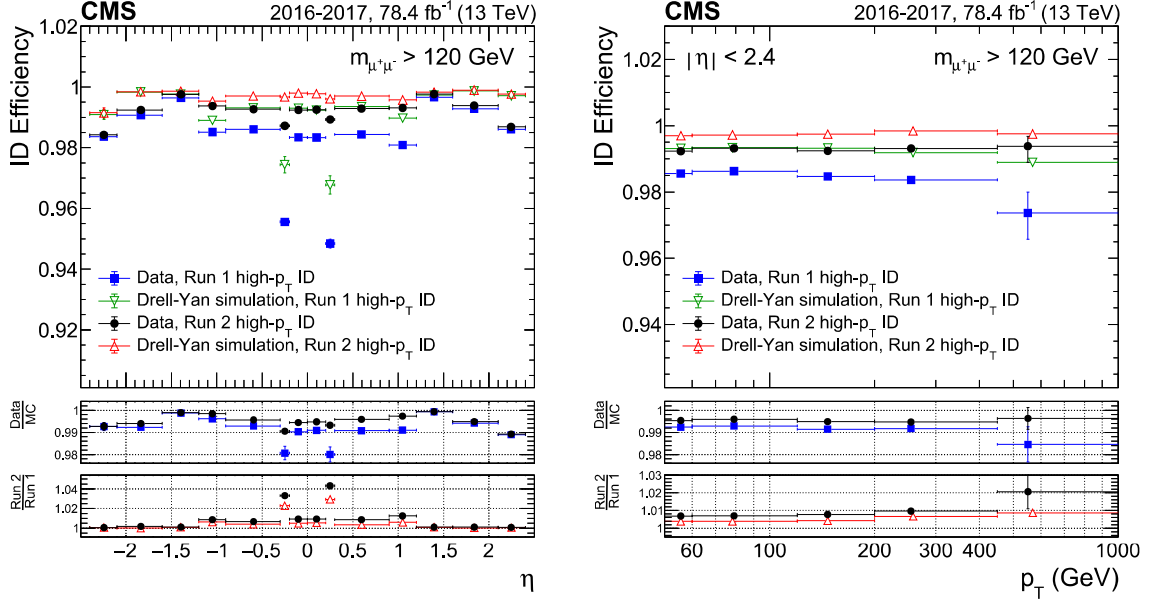 CMS 2016-2017, 78.4 fb⁻¹ (13 TeV)
ID Efficiency
1.02
1
0.98
0.96
0.94
0.92
m_μ⁺μ⁻ > 120 GeV
Data, Run 1 high-p_T ID
Drell-Yan simulation, Run 1 high-p_T ID
Data, Run 2 high-p_T ID
Drell-Yan simulation, Run 2 high-p_T ID
Data
MC
1
0.99
0.98
Run 2
Run 1
1.04
1.02
1
−2 −1.5 −1 −0.5 0 0.5 1 1.5 2
η
CMS 2016-2017, 78.4 fb⁻¹ (13 TeV)
ID Efficiency
1.02
1
0.98
0.96
0.94
|η| < 2.4 m_μ⁺μ⁻ > 120 GeV
Data, Run 1 high-p_T ID
Drell-Yan simulation, Run 1 high-p_T ID
Data, Run 2 high-p_T ID
Drell-Yan simulation, Run 2 high-p_T ID
Data
MC
1
0.99
0.98
Run 2
Run 1
1.03
1.02
1.01
1
60 100 200 300 400 1000
p_T (GeV)